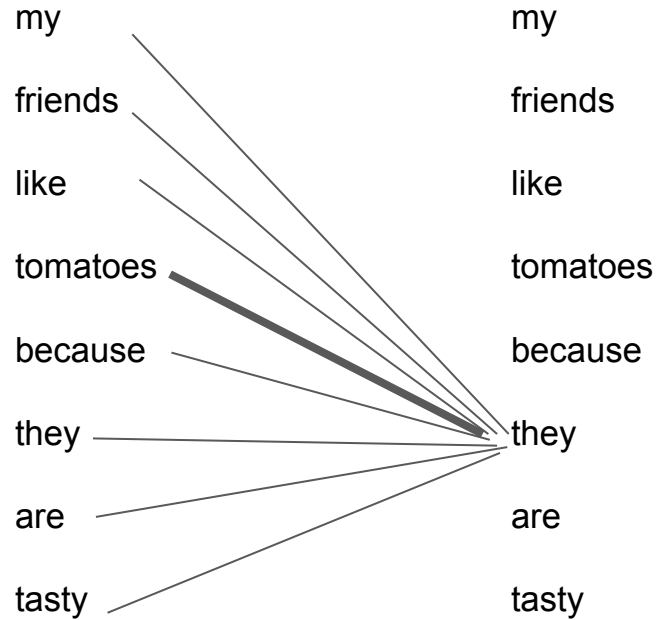 my my
friends friends
like like
tomatoes tomatoes
because because
they they
are are
tasty tasty